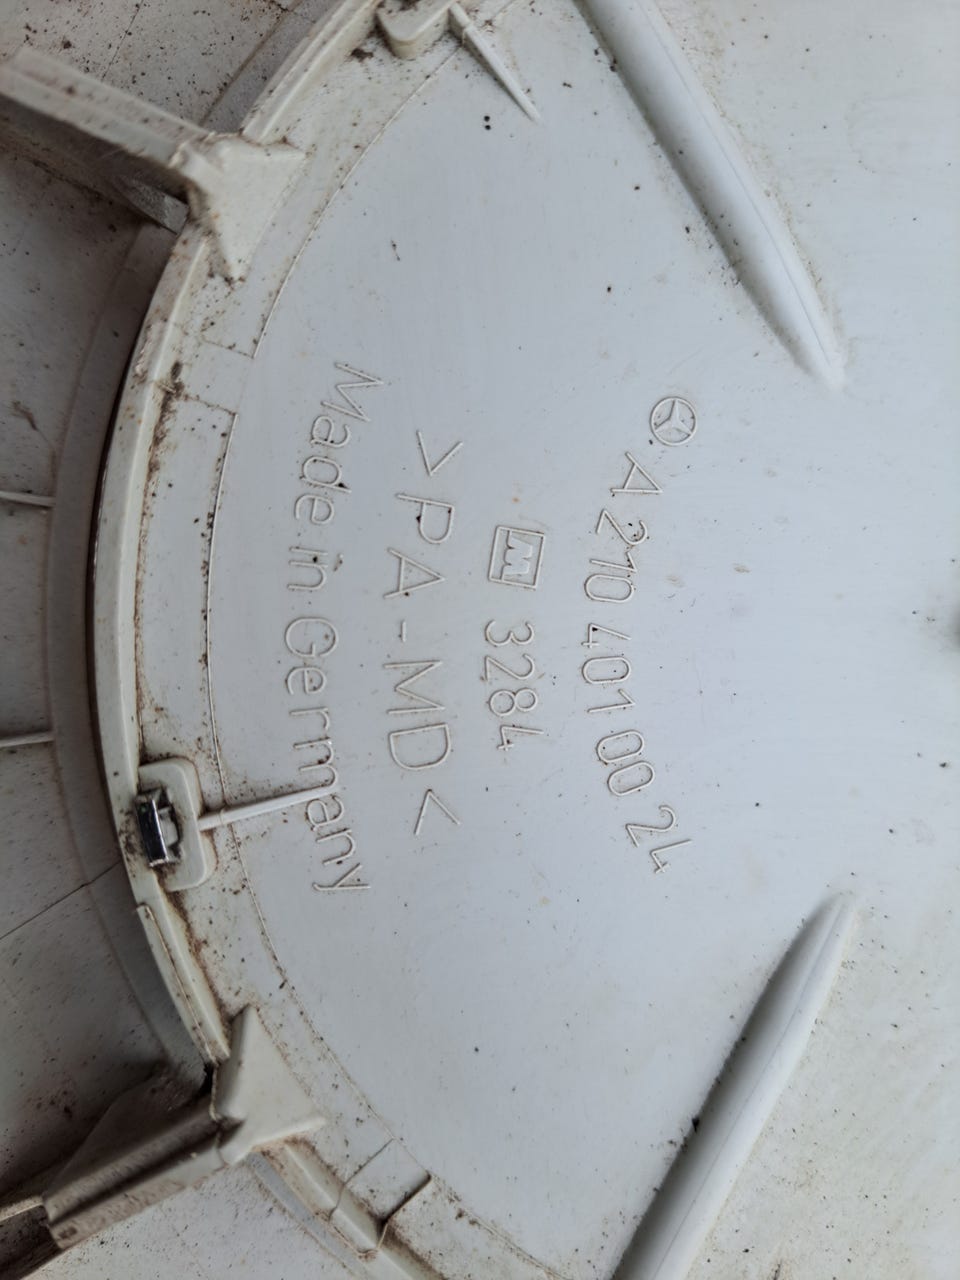 A 210 401 00 24
3284
>PA-MD<
Made in Germany